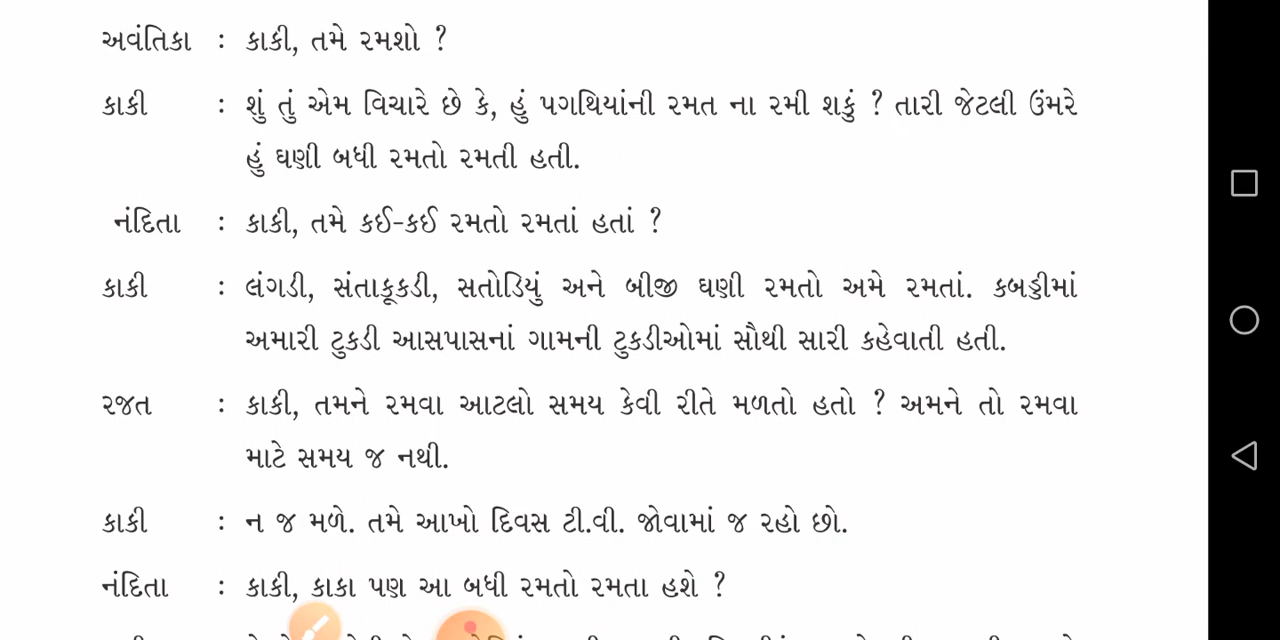 અવંતિકા : કાકી, તમે રમશો ?
કાકી : શું તું એમ વિચારે છે કે, હું પગથિયાંની રમત ના રમી શકું ? તારી જેટલી ઉંમરે
હું ઘણી બધી રમતો રમતી હતી.
નંદિતા : કાકી, તમે કઈ-કઈ રમતો રમતાં હતાં ?
કાકી : લંગડી, સંતાકૂકડી, સતોડિયું અને બીજી ઘણી રમતો અમે રમતાં. કબડ્ડીમાં
અમારી ટુકડી આસપાસનાં ગામની ટુકડીઓમાં સૌથી સારી કહેવાતી હતી.
રજત : કાકી, તમને રમવા આટલો સમય કેવી રીતે મળતો હતો ? અમને તો રમવા
માટે સમય જ નથી.
કાકી : ન જ મળે. તમે આખો દિવસ ટી.વી. જોવામાં જ રહો છો.
નંદિતા : કાકી, કાકા પણ આ બધી રમતો રમતા હશે ?